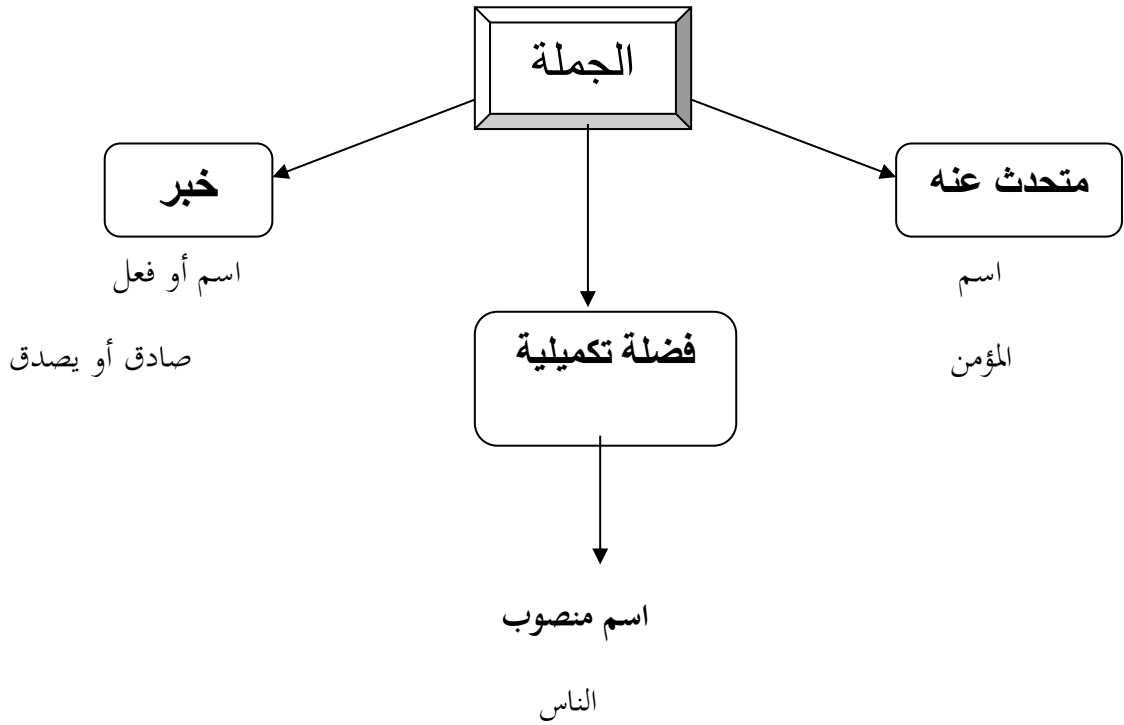 الجملة
متحدث عنه
خبر
اسم
اسم أو فعل
فضلة تكميلية
المؤمن
صادق أو يصدق
اسم منصوب
الناس